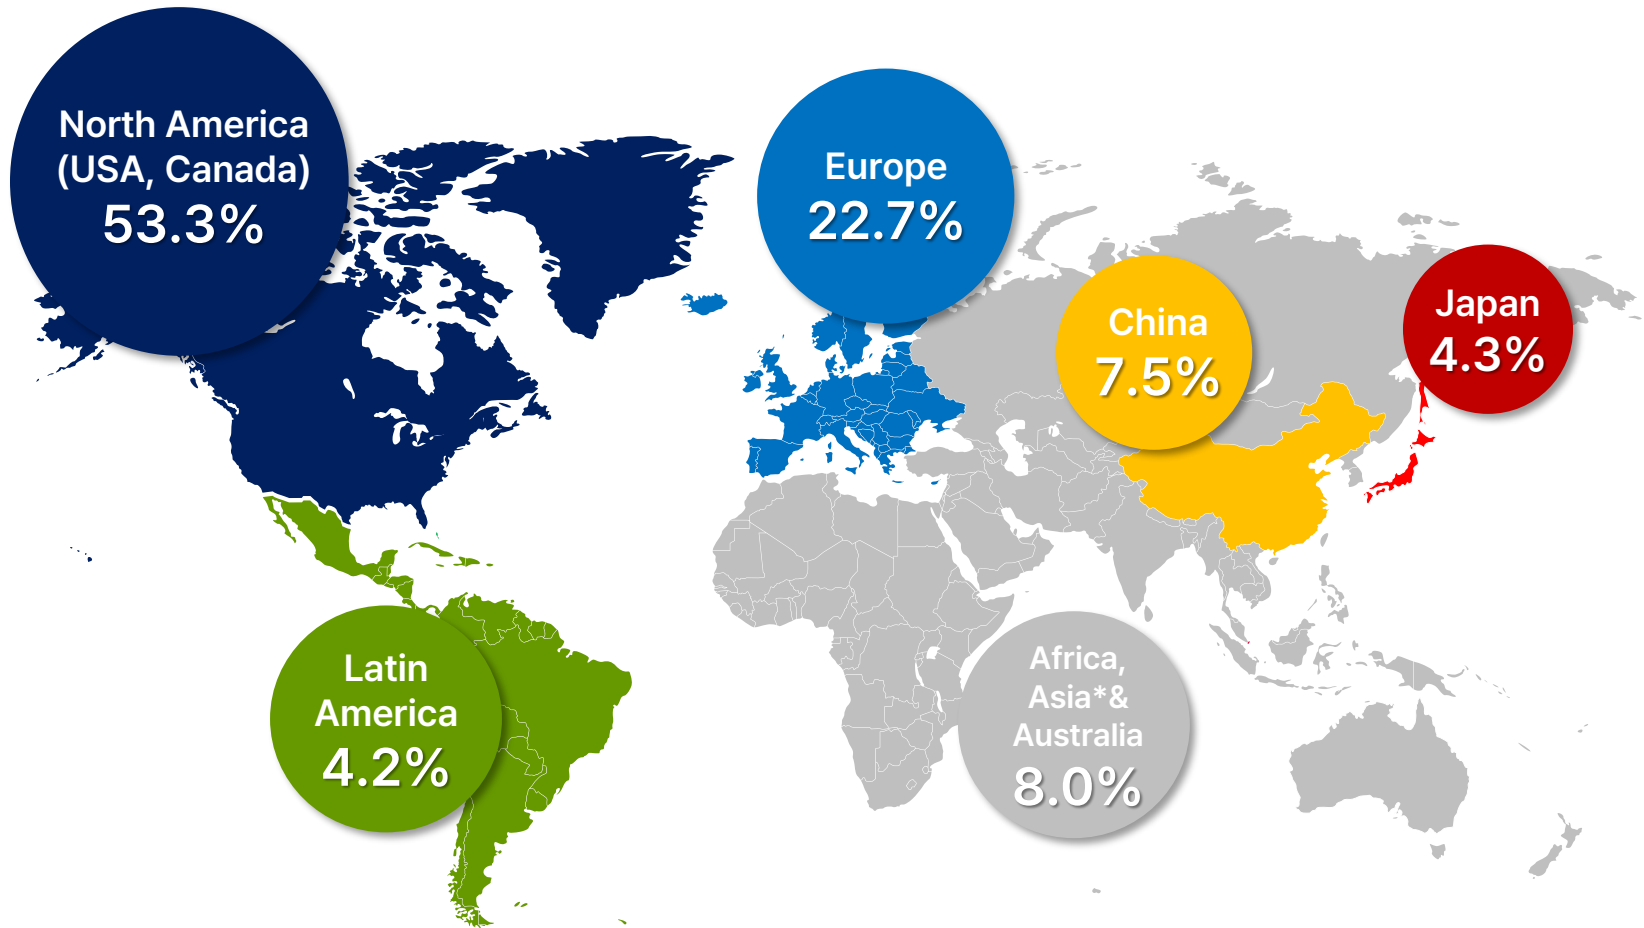 North America
(USA, Canada)
53.3%
Europe
22.7%
China
7.5%
Japan
4.3%
Latin
America
4.2%
Africa,
Asia*&
Australia
8.0%